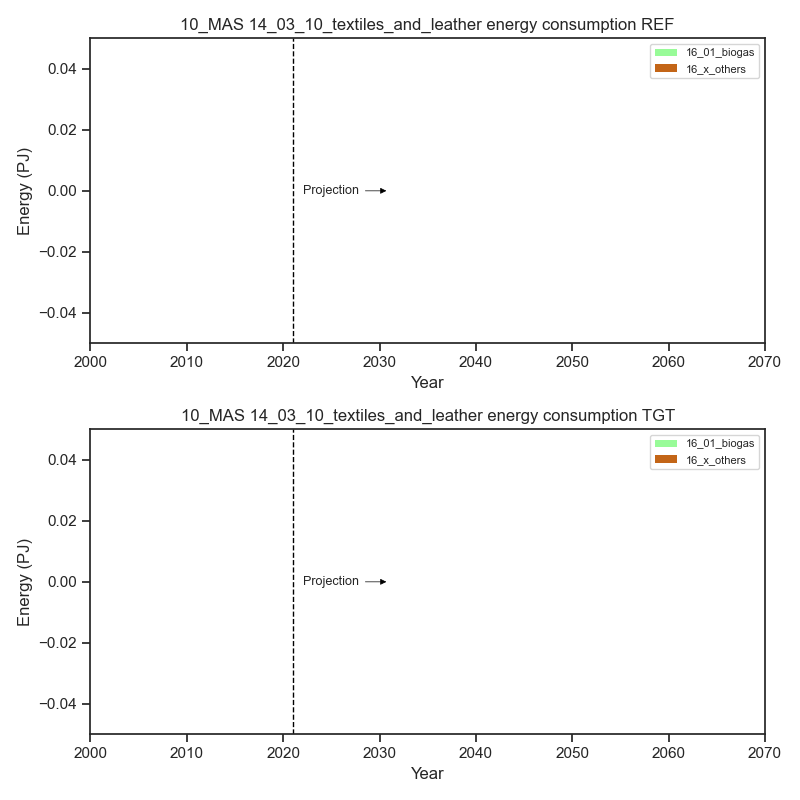 10_MAS 14_03_10_textiles_and_leather energy consumption REF
16_01_biogas
16_x_others
0.04
0.02
0.00
−0.02
−0.04
Energy (PJ)
Projection
2000 2010 2020 2030 2040 2050 2060 2070
Year
10_MAS 14_03_10_textiles_and_leather energy consumption TGT
16_01_biogas
16_x_others
0.04
0.02
0.00
−0.02
−0.04
Energy (PJ)
Projection
2000 2010 2020 2030 2040 2050 2060 2070
Year